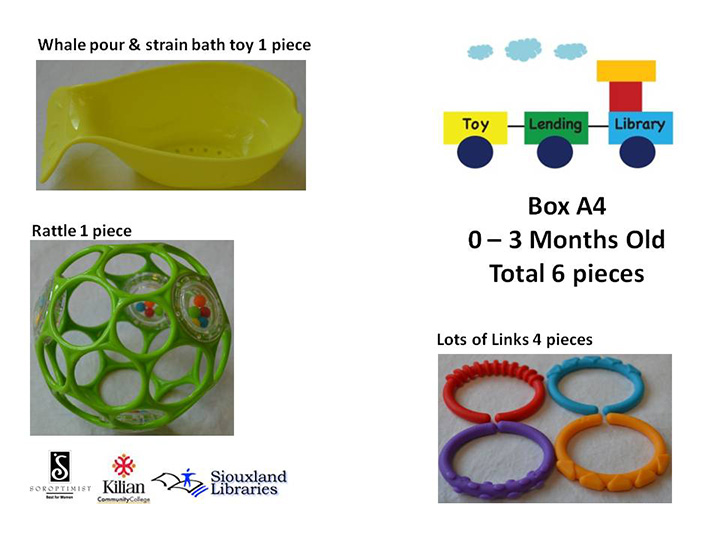 Whale pour & strain bath toy 1 piece
Toy Lending Library
Box A4
0 – 3 Months Old
Total 6 pieces
Rattle 1 piece
Lots of Links 4 pieces
S
SOROPTIMIST
Best for Women
Kilian
CommunityCollege
Siouxland
Libraries